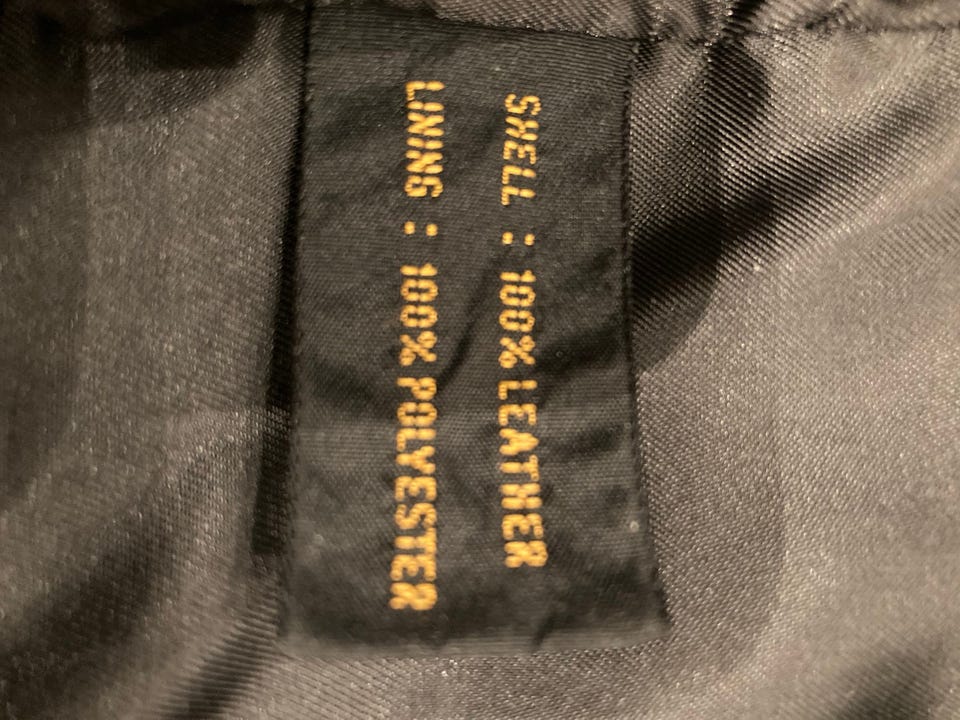 SHELL : 100% LEATHER
LINING : 100% POLYESTER